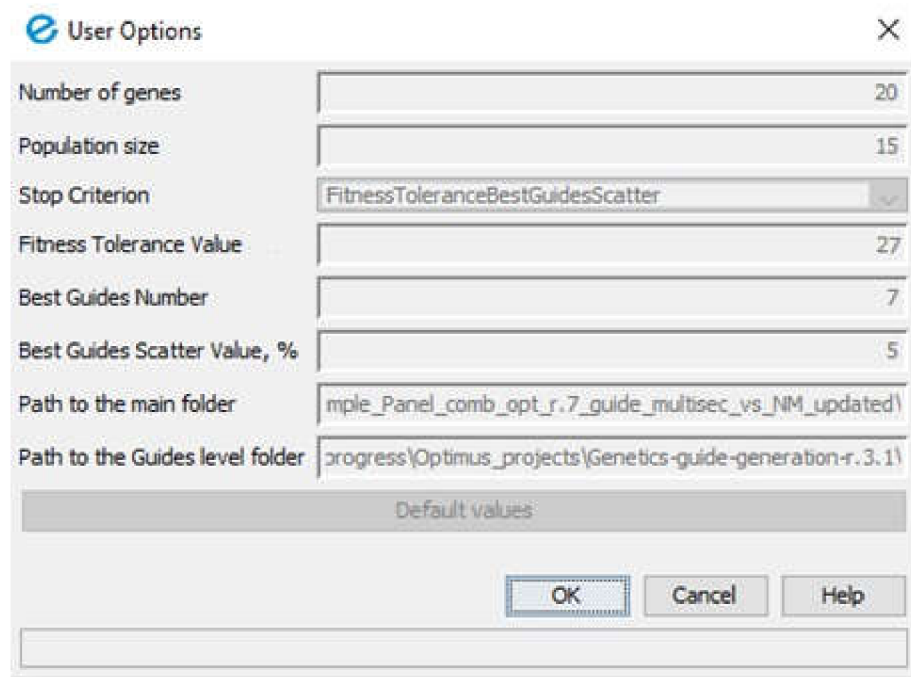 User Options
Number of genes 20
Population size 15
Stop Criterion FitnessToleranceBestGuidesScatter
Fitness Tolerance Value 27
Best Guides Number 7
Best Guides Scatter Value, % 5
Path to the main folder mple_Panel_comb_opt_r.7_guide_multisec_vs_NM_updated\
Path to the Guides level folder progress\Optimus_projects\Genetics-guide-generation-r.3.1\
Default values
OK Cancel Help